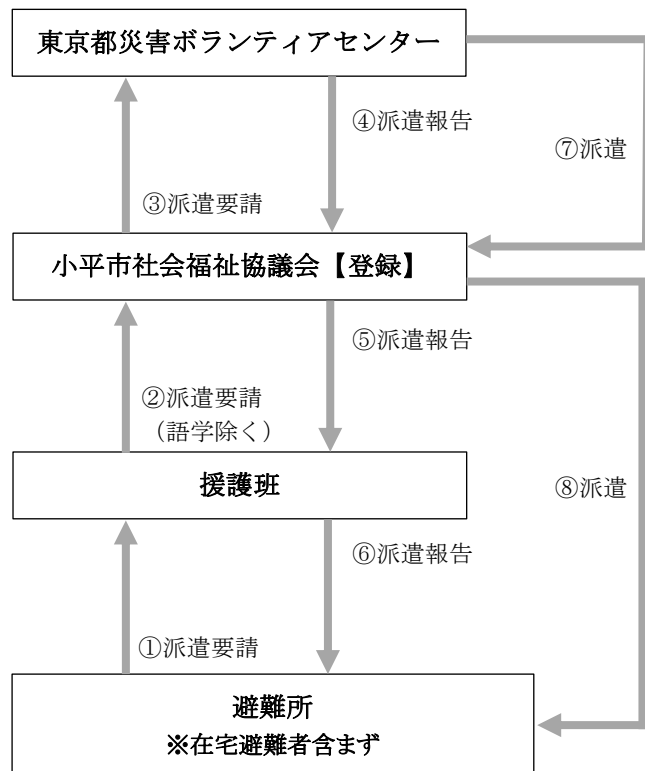 東京都災害ボランティアセンター
④派遣報告
⑦派遣
③派遣要請
小平市社会福祉協議会【登録】
⑤派遣報告
②派遣要請
（語学除く）
援護班
⑧派遣
⑥派遣報告
①派遣要請
避難所
※在宅避難者含まず